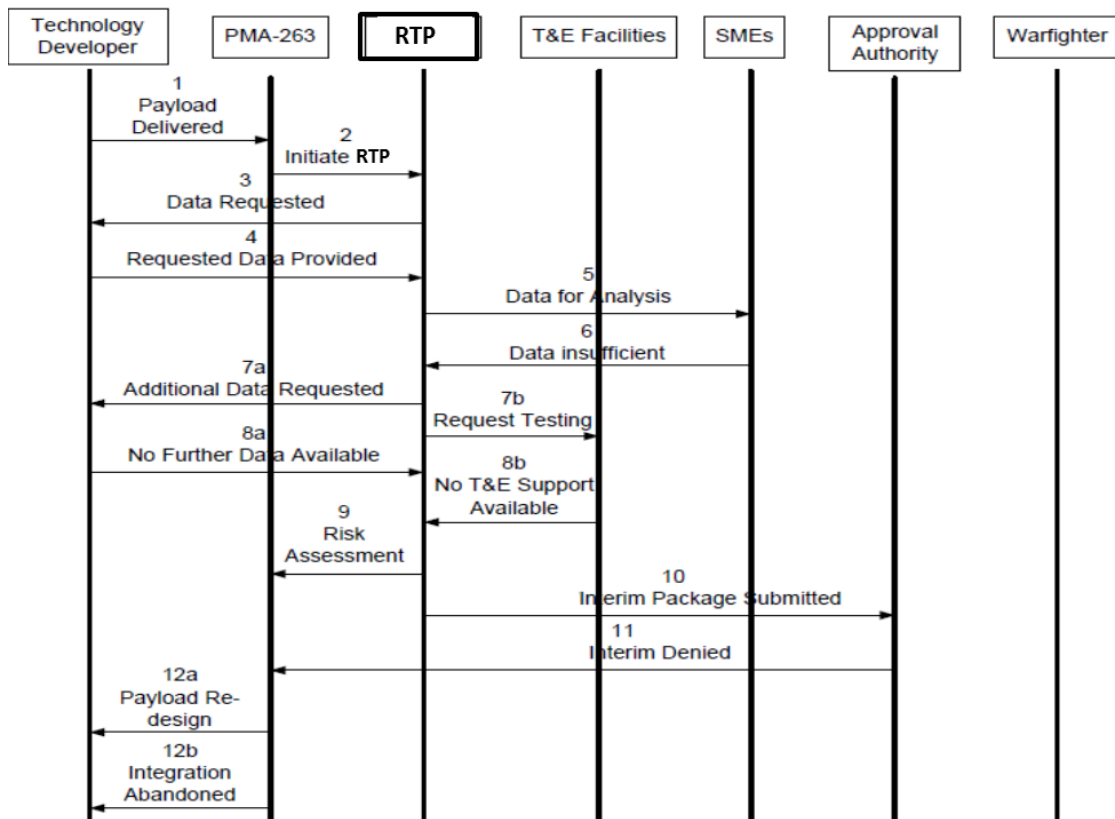 Technology
Developer
PMA-263
RTP
T&E Facilities
SMEs
Approval
Authority
Warfighter
1
Payload
Delivered
2
Initiate RTP
3
Data Requested
4
Requested Data Provided
5
Data for Analysis
6
Data insufficient
7a
Additional Data Requested
7b
Request Testing
8a
No Further Data Available
8b
No T&E Support
Available
9
Risk
Assessment
10
Interim Package Submitted
11
Interim Denied
12a
Payload Re-
design
12b
Integration
Abandoned